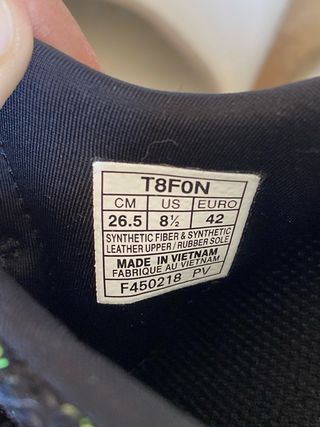 T8F0N
CM US EURO
26.5 8½ 42
SYNTHETIC FIBER & SYNTHETIC
LEATHER UPPER / RUBBER SOLE
MADE IN VIETNAM
FABRIQUE AU VIETNAM
F450218 PV